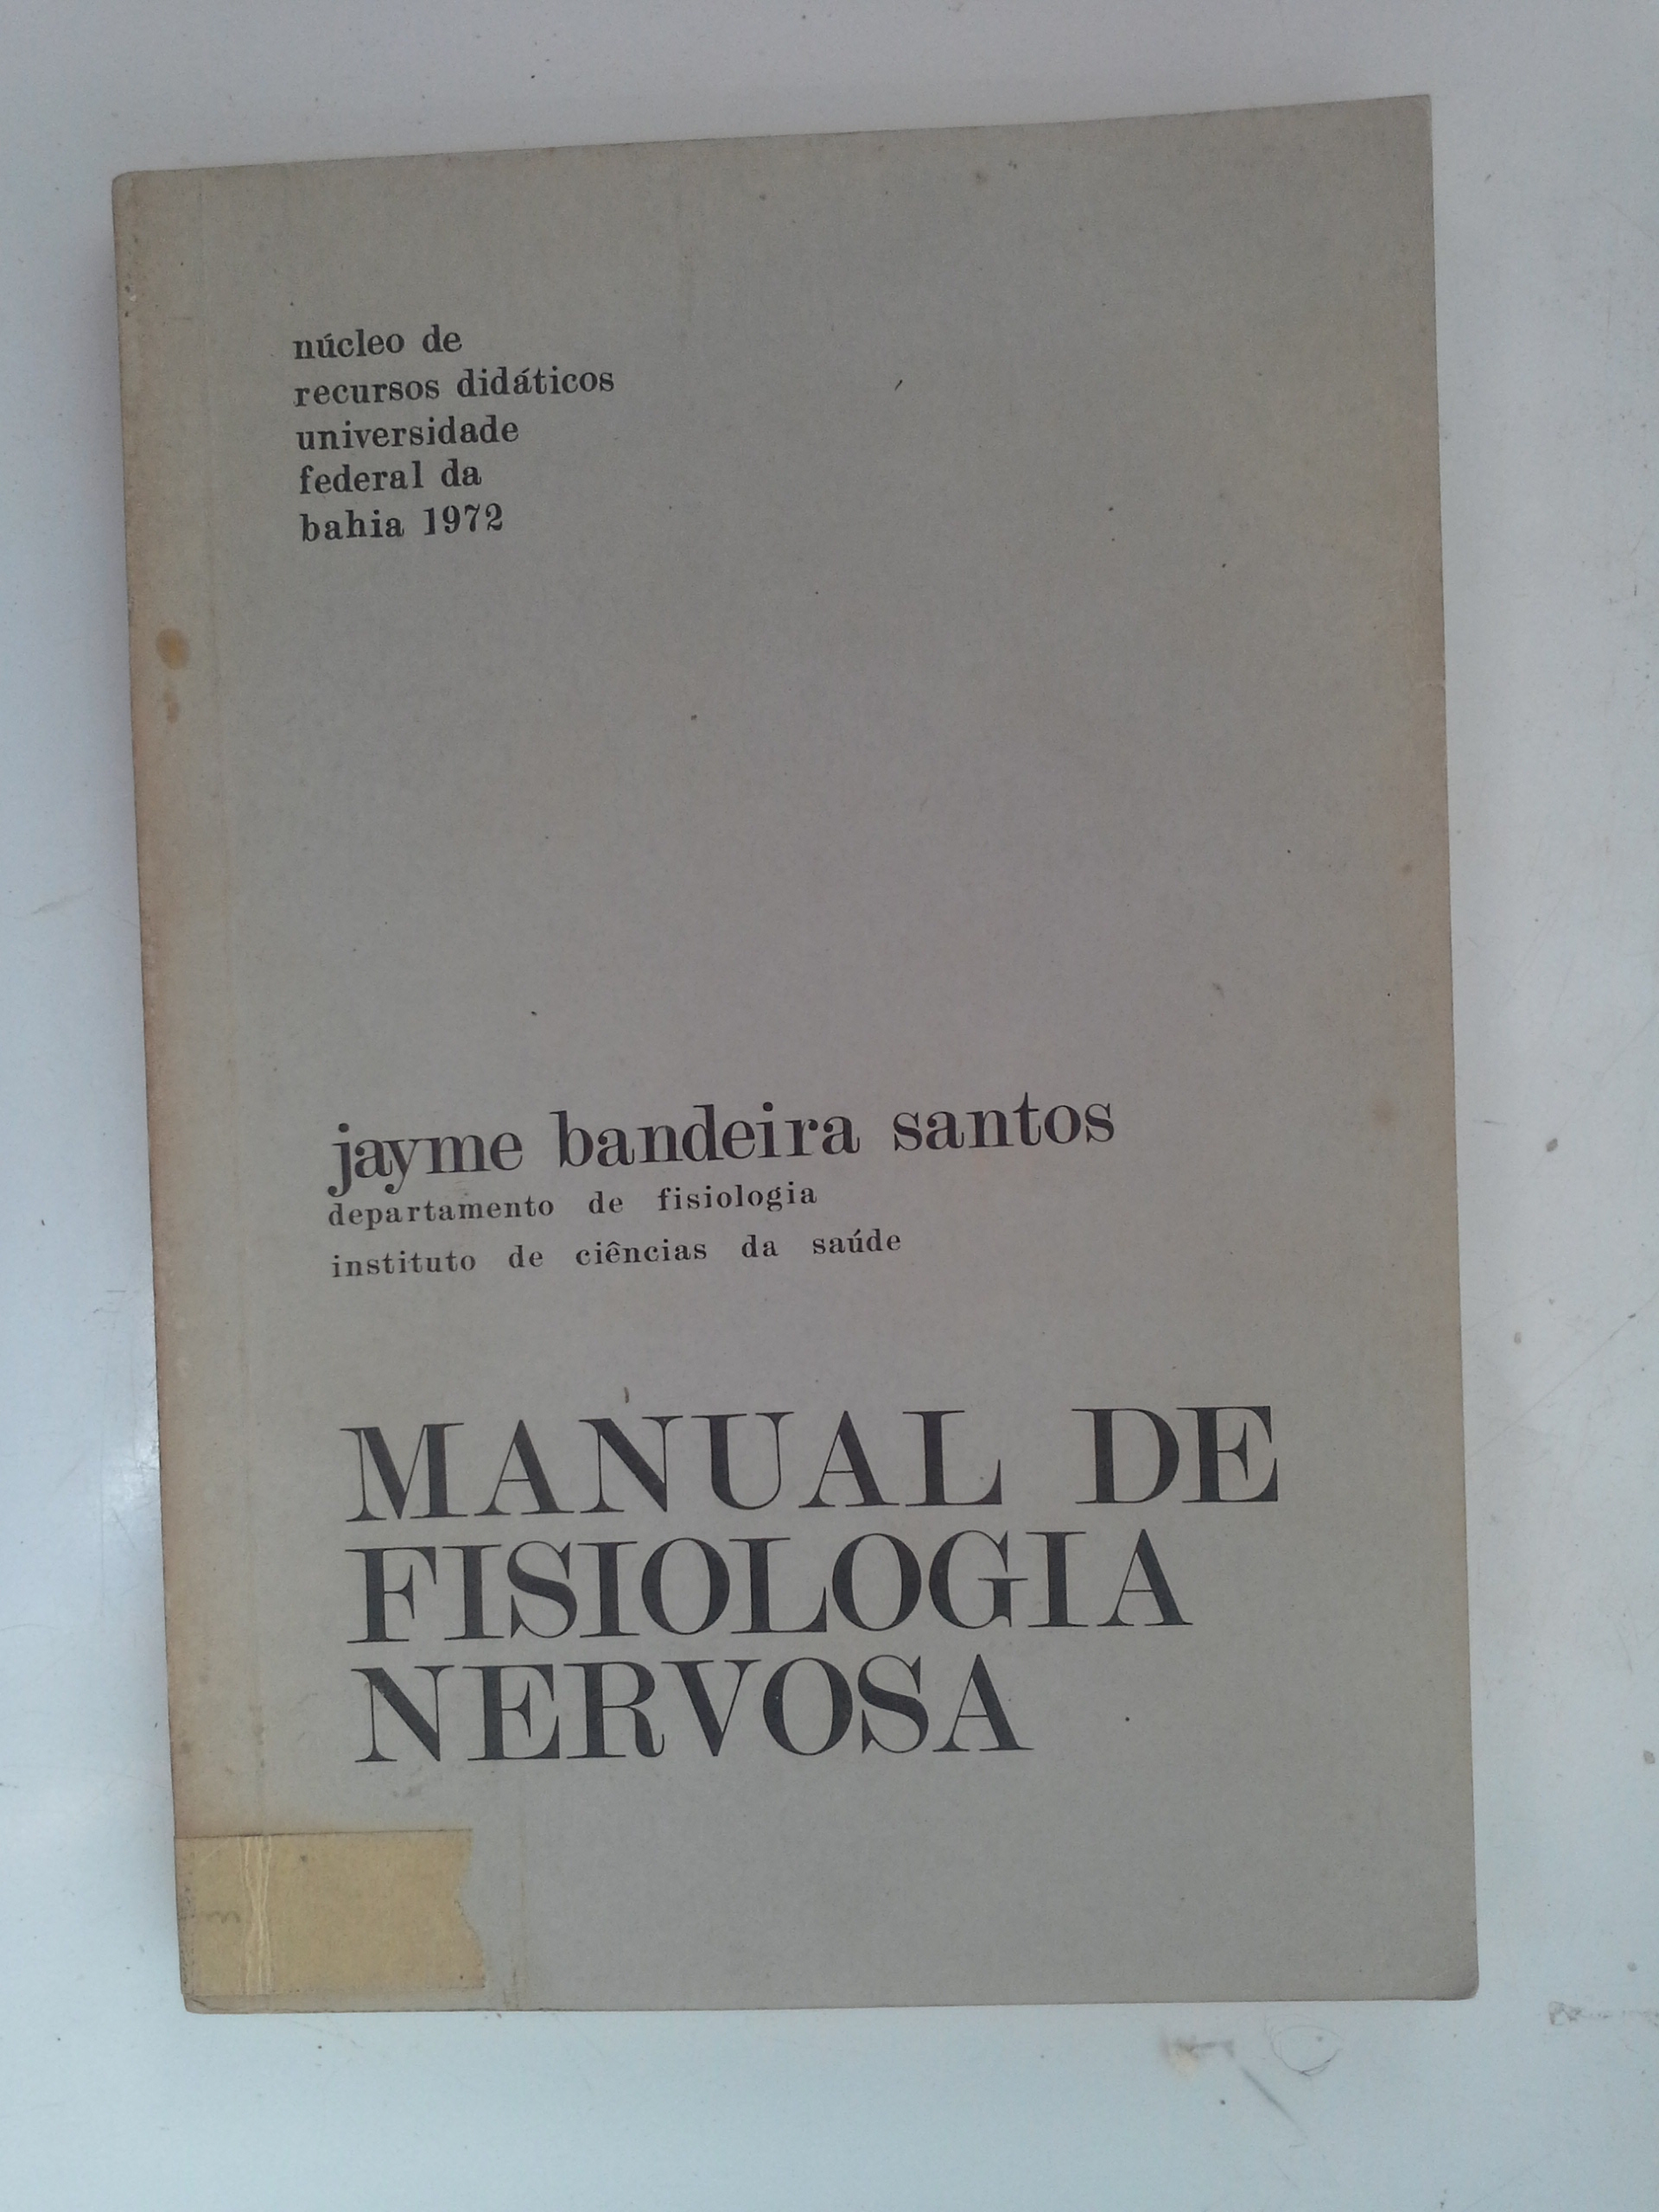 núcleo de
recursos didáticos
universidade
federal da
bahia 1972
jayme bandeira santos
departamento de fisiologia
instituto de ciências da saúde
MANUAL DE
FISIOLOGIA
NERVOSA